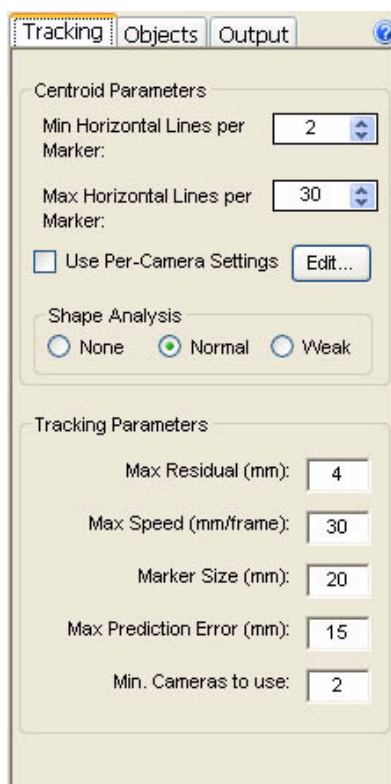 Tracking Objects Output ?
Centroid Parameters
Min Horizontal Lines per 2
Marker:
Max Horizontal Lines per 30
Marker:
Use Per-Camera Settings Edit...
Shape Analysis
None Normal Weak
Tracking Parameters
Max Residual (mm): 4
Max Speed (mm/frame): 30
Marker Size (mm): 20
Max Prediction Error (mm): 15
Min. Cameras to use: 2